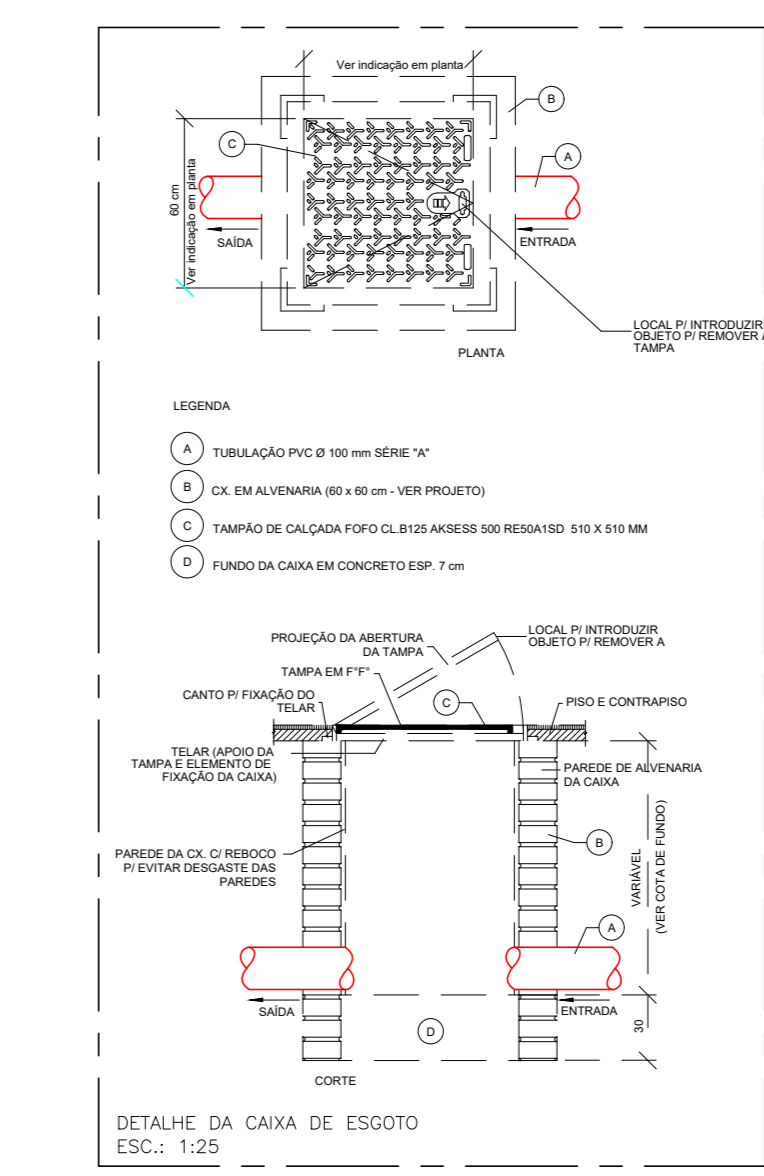 Ver indicação em planta
B
A
C
60 cm
Ver indicação em planta
SAÍDA
ENTRADA
LOCAL P/ INTRODUZIR
OBJETO P/ REMOVER A
TAMPA
PLANTA
LEGENDA
A TUBULAÇÃO PVC Ø 100 mm SÉRIE "A"
B CX. EM ALVENARIA (60 x 60 cm - VER PROJETO)
C TAMPÃO DE CALÇADA FOFO CL.B125 AKSESS 500 RE50A1SD 510 X 510 MM
D FUNDO DA CAIXA EM CONCRETO ESP. 7 cm
PROJEÇÃO DA ABERTURA
DA TAMPA
LOCAL P/ INTRODUZIR
OBJETO P/ REMOVER A
TAMPA EM F°F°
CANTO P/ FIXAÇÃO DO
TELAR
C
PISO E CONTRAPISO
TELAR (APOIO DA
TAMPA E ELEMENTO DE
FIXAÇÃO DA CAIXA)
PAREDE DE ALVENARIA
DA CAIXA
PAREDE DA CX. C/ REBOCO
P/ EVITAR DESGASTE DAS
PAREDES
B
VARIÁVEL
(VER COTA DE FUNDO)
A
SAÍDA
ENTRADA
30
D
CORTE
DETALHE DA CAIXA DE ESGOTO
ESC.: 1:25